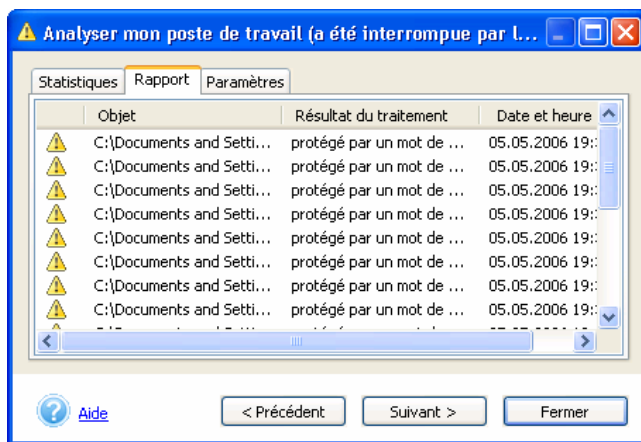 Analyser mon poste de travail (a été interrompue par l...
Statistiques Rapport Paramètres
Objet Résultat du traitement Date et heure
C:\Documents and Setti... protégé par un mot de ... 05.05.2006 19:
C:\Documents and Setti... protégé par un mot de ... 05.05.2006 19:
C:\Documents and Setti... protégé par un mot de ... 05.05.2006 19:
C:\Documents and Setti... protégé par un mot de ... 05.05.2006 19:
C:\Documents and Setti... protégé par un mot de ... 05.05.2006 19:
C:\Documents and Setti... protégé par un mot de ... 05.05.2006 19:
C:\Documents and Setti... protégé par un mot de ... 05.05.2006 19:
C:\Documents and Setti... protégé par un mot de ... 05.05.2006 19:
Aide < Précédent Suivant > Fermer